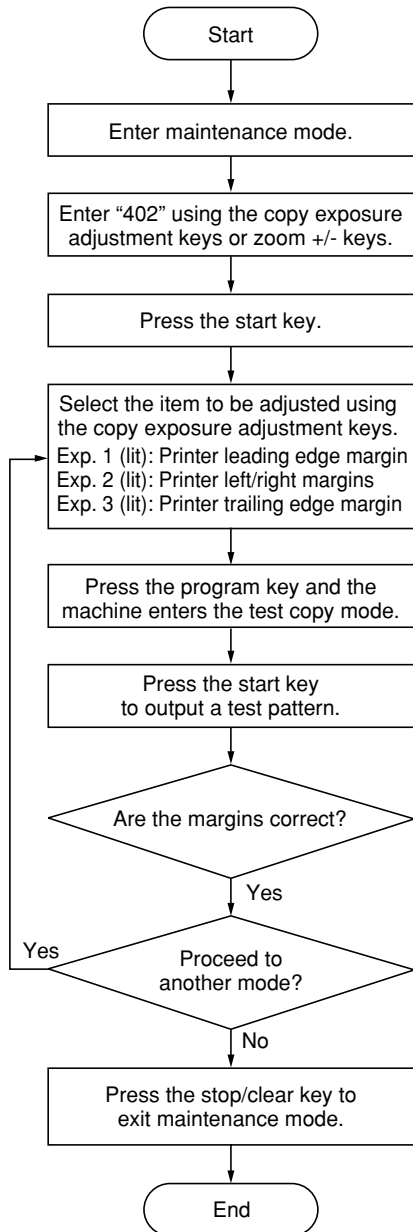 Start
Enter maintenance mode.
Enter “402” using the copy exposure
adjustment keys or zoom +/- keys.
Press the start key.
Select the item to be adjusted using
the copy exposure adjustment keys.
Exp. 1 (lit): Printer leading edge margin
Exp. 2 (lit): Printer left/right margins
Exp. 3 (lit): Printer trailing edge margin
Press the program key and the
machine enters the test copy mode.
Press the start key
to output a test pattern.
Are the margins correct?
Yes
Yes
Proceed to
another mode?
No
Press the stop/clear key to
exit maintenance mode.
End